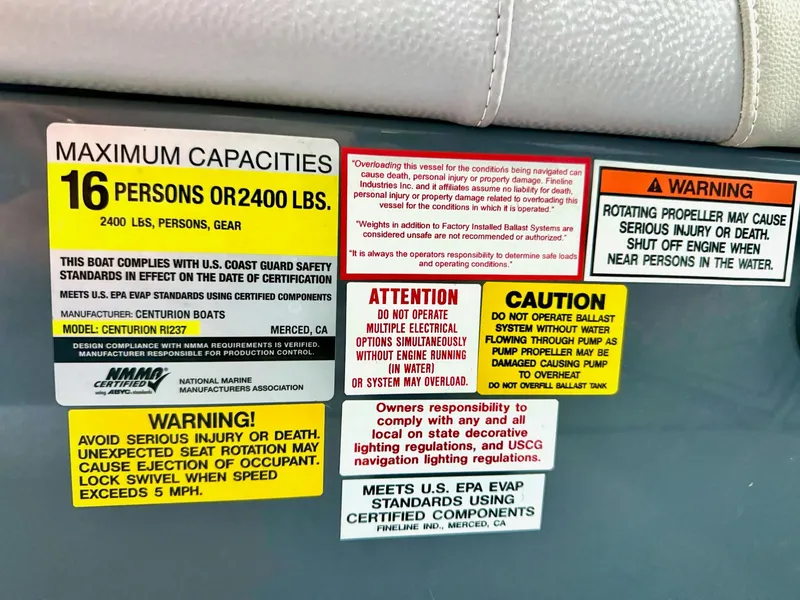 MAXIMUM CAPACITIES
16 PERSONS OR 2400 LBS.
2400 LBS, PERSONS, GEAR
THIS BOAT COMPLIES WITH U.S. COAST GUARD SAFETY
STANDARDS IN EFFECT ON THE DATE OF CERTIFICATION
MEETS U.S. EPA EVAP STANDARDS USING CERTIFIED COMPONENTS
MANUFACTURER: CENTURION BOATS
MODEL: CENTURION RI237 MERCED, CA
DESIGN COMPLIANCE WITH NMMA REQUIREMENTS IS VERIFIED.
MANUFACTURER RESPONSIBLE FOR PRODUCTION CONTROL.
NMMA
CERTIFIED
using ABYC standards
NATIONAL MARINE
MANUFACTURERS ASSOCIATION
"Overloading this vessel for the conditions being navigated can
cause death, personal injury or property damage. Fineline
Industries Inc. and it affiliates assume no liability for death,
personal injury or property damage related to overloading this
vessel for the conditions in which it is operated."
"Weights in addition to Factory Installed Ballast Systems are
considered unsafe are not recommended or authorized."
"It is always the operators responsibility to determine safe loads
and operating conditions."
WARNING
ROTATING PROPELLER MAY CAUSE
SERIOUS INJURY OR DEATH.
SHUT OFF ENGINE WHEN
NEAR PERSONS IN THE WATER.
ATTENTION
DO NOT OPERATE
MULTIPLE ELECTRICAL
OPTIONS SIMULTANEOUSLY
WITHOUT ENGINE RUNNING
(IN WATER)
OR SYSTEM MAY OVERLOAD.
CAUTION
DO NOT OPERATE BALLAST
SYSTEM WITHOUT WATER
FLOWING THROUGH PUMP AS
PUMP PROPELLER MAY BE
DAMAGED CAUSING PUMP
TO OVERHEAT
DO NOT OVERFILL BALLAST TANK
WARNING!
AVOID SERIOUS INJURY OR DEATH.
UNEXPECTED SEAT ROTATION MAY
CAUSE EJECTION OF OCCUPANT.
LOCK SWIVEL WHEN SPEED
EXCEEDS 5 MPH.
Owners responsibility to
comply with any and all
local on state decorative
lighting regulations, and USCG
navigation lighting regulations.
MEETS U.S. EPA EVAP
STANDARDS USING
CERTIFIED COMPONENTS
FINELINE IND., MERCED, CA